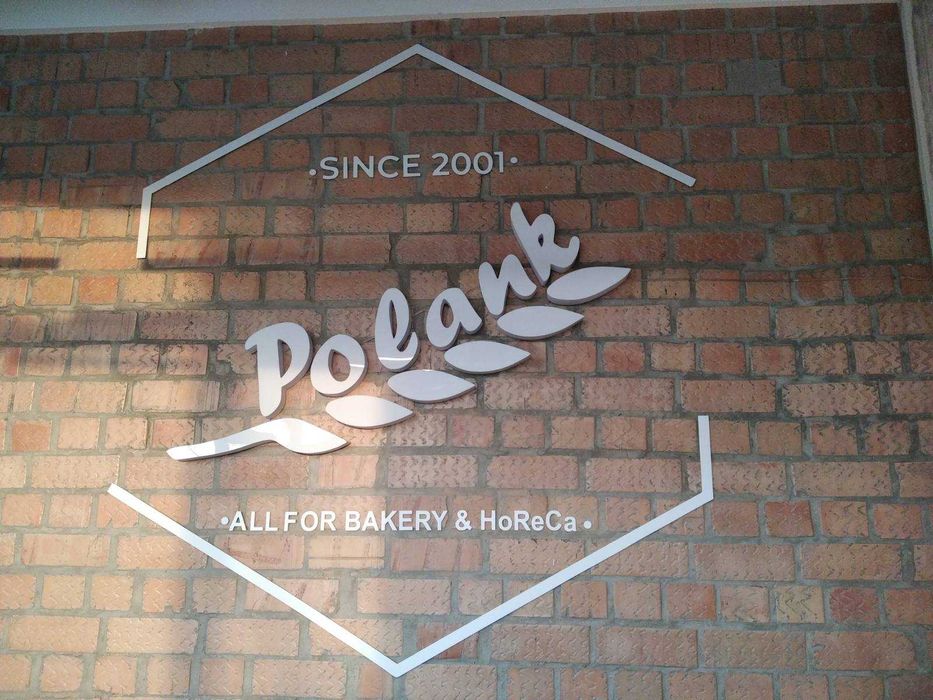 •SINCE 2001•
Polank
•ALL FOR BAKERY & HoReCa•